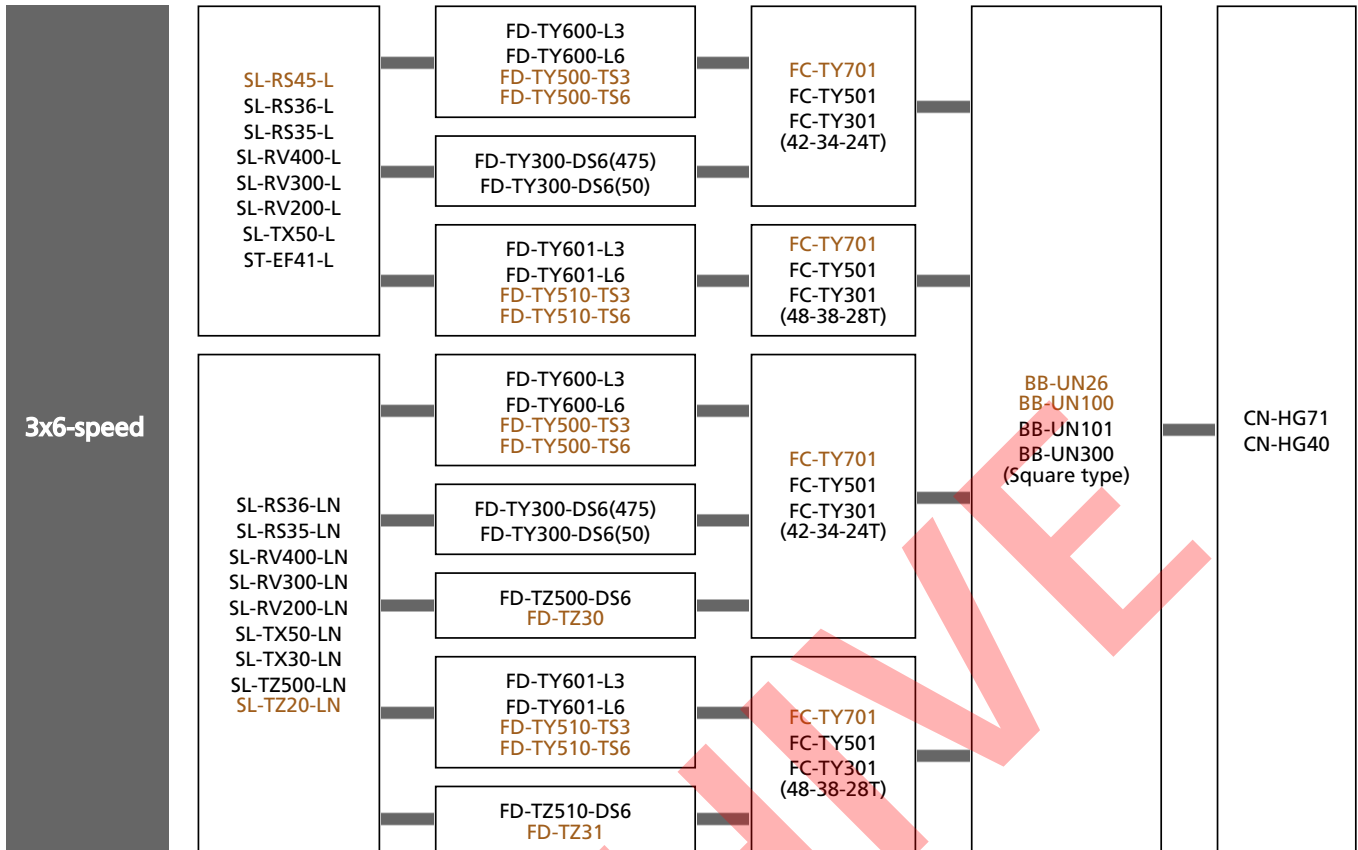 3x6-speed
SL-RS45-L
SL-RS36-L
SL-RS35-L
SL-RV400-L
SL-RV300-L
SL-RV200-L
SL-TX50-L
ST-EF41-L
FD-TY600-L3
FD-TY600-L6
FD-TY500-TS3
FD-TY500-TS6
FD-TY300-DS6(475)
FD-TY300-DS6(50)
FD-TY601-L3
FD-TY601-L6
FD-TY510-TS3
FD-TY510-TS6
FC-TY701
FC-TY501
FC-TY301
(42-34-24T)
FC-TY701
FC-TY501
FC-TY301
(48-38-28T)
SL-RS36-LN
SL-RS35-LN
SL-RV400-LN
SL-RV300-LN
SL-RV200-LN
SL-TX50-LN
SL-TX30-LN
SL-TZ500-LN
SL-TZ20-LN
FD-TY600-L3
FD-TY600-L6
FD-TY500-TS3
FD-TY500-TS6
FD-TY300-DS6(475)
FD-TY300-DS6(50)
FD-TZ500-DS6
FD-TZ30
FD-TY601-L3
FD-TY601-L6
FD-TY510-TS3
FD-TY510-TS6
FD-TZ510-DS6
FD-TZ31
FC-TY701
FC-TY501
FC-TY301
(42-34-24T)
FC-TY701
FC-TY501
FC-TY301
(48-38-28T)
BB-UN26
BB-UN100
BB-UN101
BB-UN300
(Square type)
CN-HG71
CN-HG40